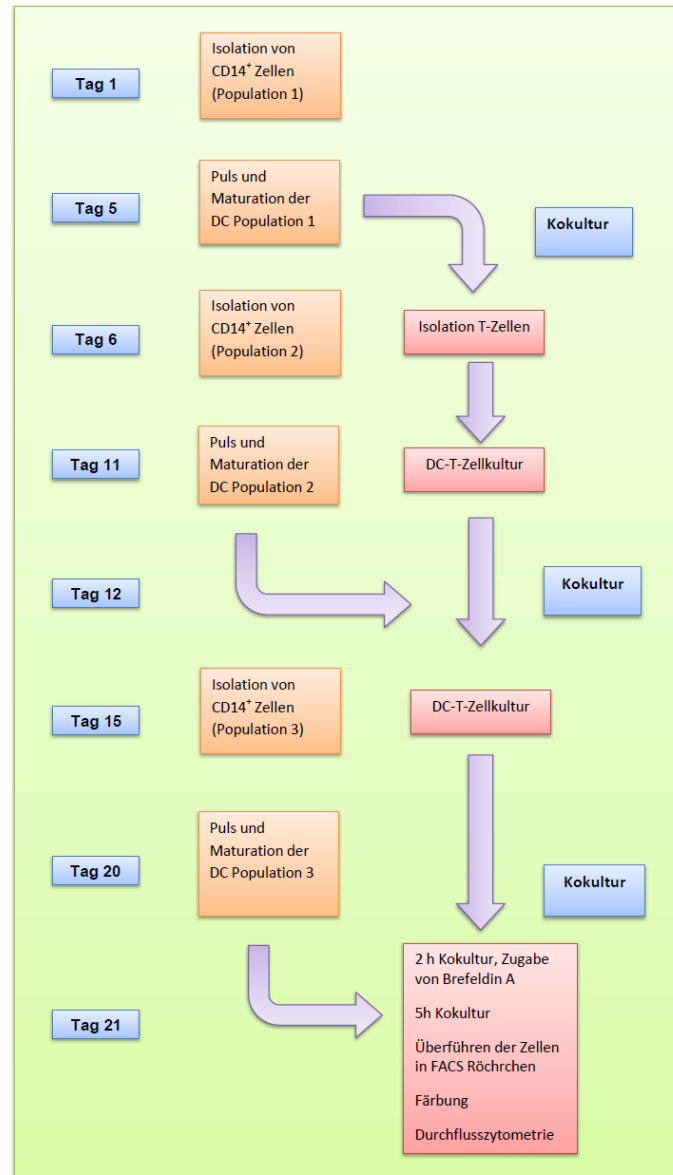 Tag 1
Isolation von
CD14+ Zellen
(Population 1)
Tag 5
Puls und
Maturation der
DC Population 1
Kokultur
Tag 6
Isolation von
CD14+ Zellen
(Population 2)
Isolation T-Zellen
Tag 11
Puls und
Maturation der
DC Population 2
DC-T-Zellkultur
Tag 12
Kokultur
Tag 15
Isolation von
CD14+ Zellen
(Population 3)
DC-T-Zellkultur
Tag 20
Puls und
Maturation der
DC Population 3
Kokultur
Tag 21
2 h Kokultur, Zugabe
von Brefeldin A
5h Kokultur
Überführen der Zellen
in FACS Röhrchen
Färbung
Durchflusszytometrie